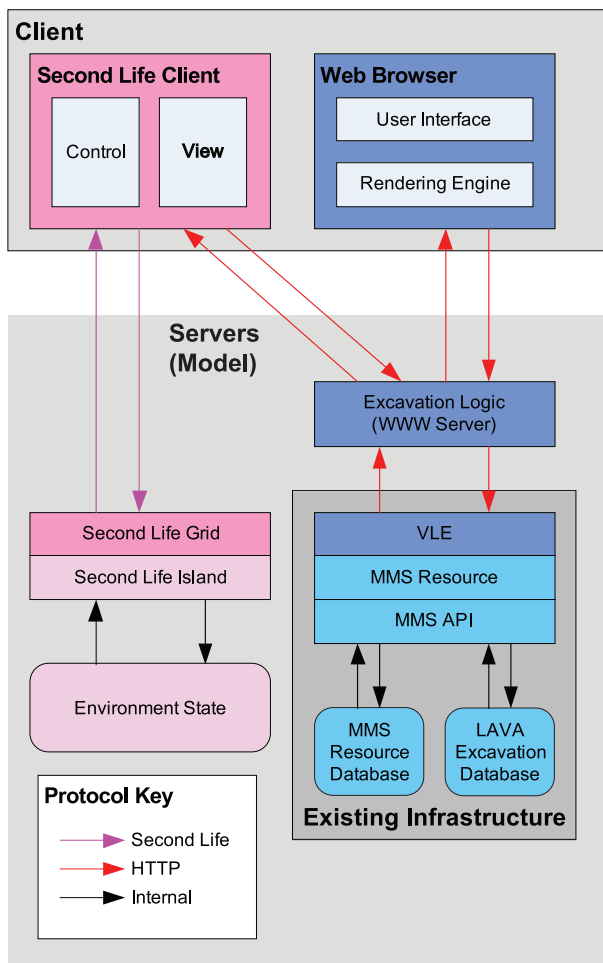 Client
Second Life Client
Control
View
Web Browser
User Interface
Rendering Engine
Servers
(Model)
Excavation Logic
(WWW Server)
Second Life Grid
Second Life Island
Environment State
VLE
MMS Resource
MMS API
MMS
Resource
Database
LAVA
Excavation
Database
Existing Infrastructure
Protocol Key
Second Life
HTTP
Internal